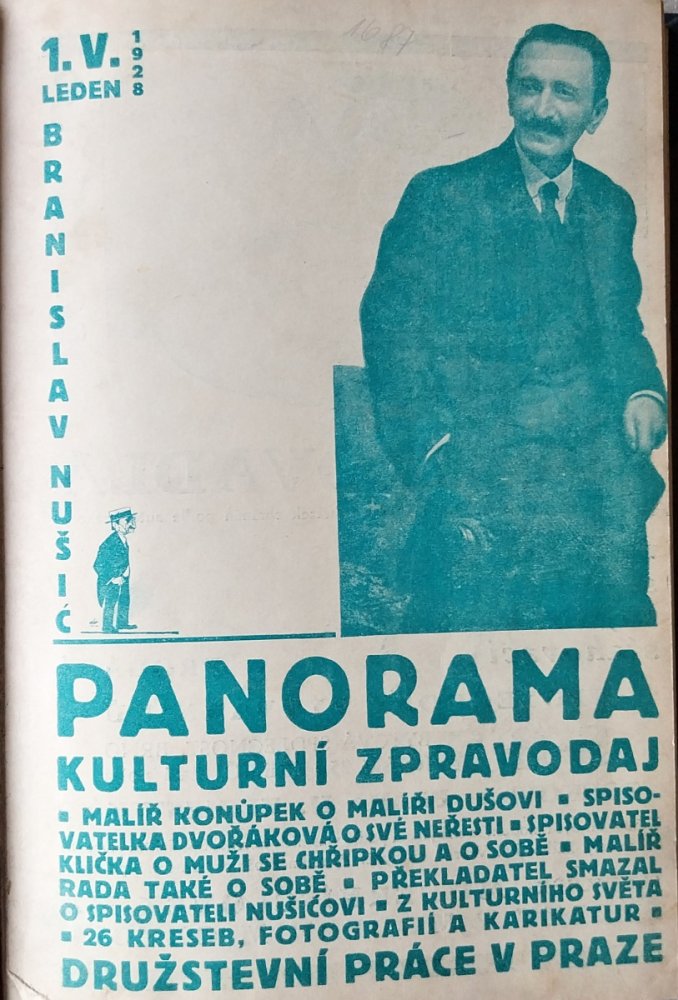 1687
1. V. 1928
LEDEN
BRANISLAV NUŠIĆ
PANORAMA
KULTURNÍ ZPRAVODAJ
▪ MALÍŘ KONŮPEK O MALÍŘI DUŠOVI ▪ SPISO-
VATELKA DVOŘÁKOVÁ O SVÉ NEŘESTI ▪ SPISOVATEL
KLIČKA O MUŽI SE CHŘIPKOU A O SOBĚ ▪ MALÍŘ
RADA TAKÉ O SOBĚ ▪ PŘEKLADATEL SMAZAL
O SPISOVATELI NUŠIĆOVI ▪ Z KULTURNÍHO SVĚTA
▪ 26 KRESEB, FOTOGRAFIÍ A KARIKATUR ▪
DRUŽSTEVNÍ PRÁCE V PRAZE